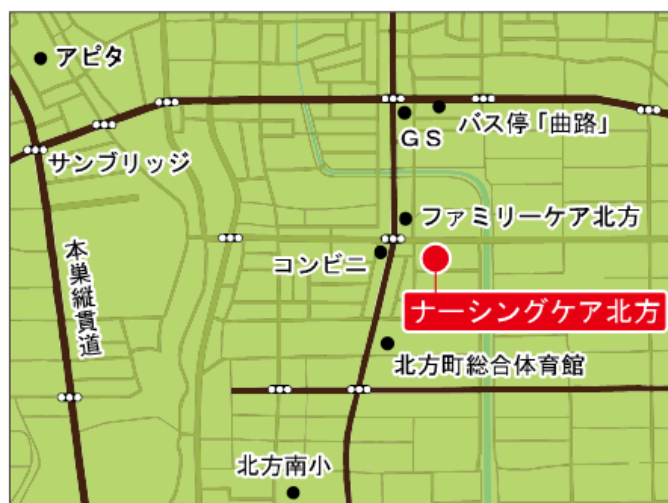 アピタ
サンブリッジ
GS
バス停「曲路」
ファミリーケア北方
コンビニ
本巣縦貫道
ナーシングケア北方
北方町総合体育館
北方南小